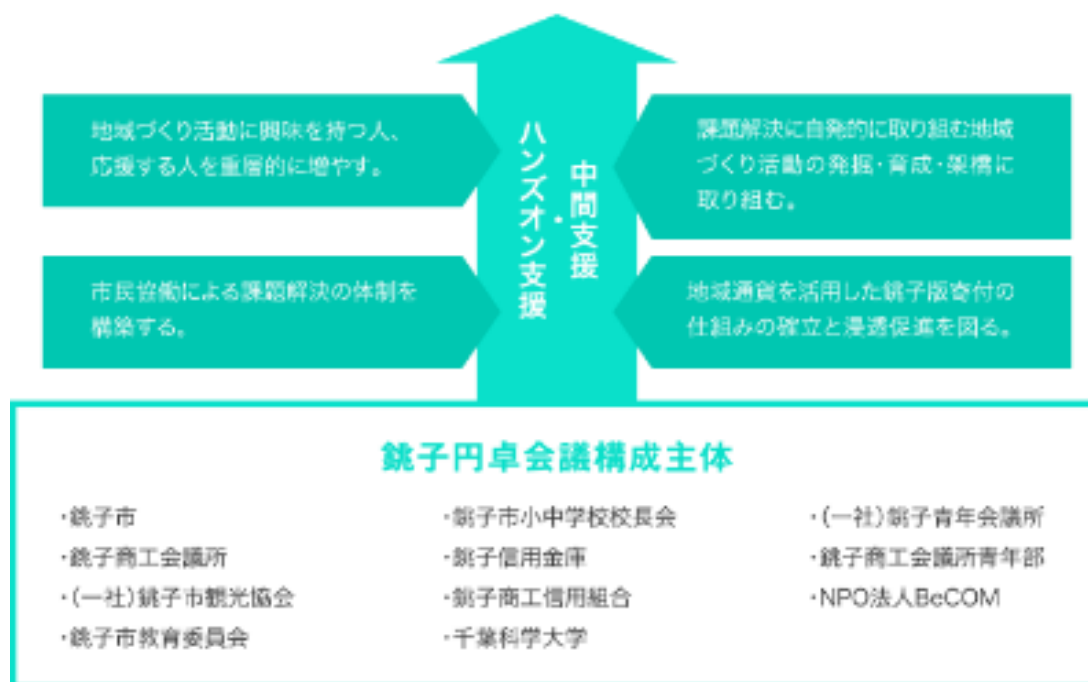 地域づくり活動に興味を持つ人、
応援する人を重層的に増やす。
市民協働による課題解決の体制を
構築する。
中間支援
・
ハンズオン支援
課題解決に自発的に取り組む地域
づくり活動の発掘・育成・架橋に
取り組む。
地域通貨を活用した銚子版寄付の
仕組みの確立と浸透促進を図る。
銚子円卓会議構成主体
・銚子市
・銚子商工会議所
・(一社)銚子市観光協会
・銚子市教育委員会
・銚子市小中学校校長会
・銚子信用金庫
・銚子商工信用組合
・千葉科学大学
・(一社)銚子青年会議所
・銚子商工会議所青年部
・NPO法人BeCOM